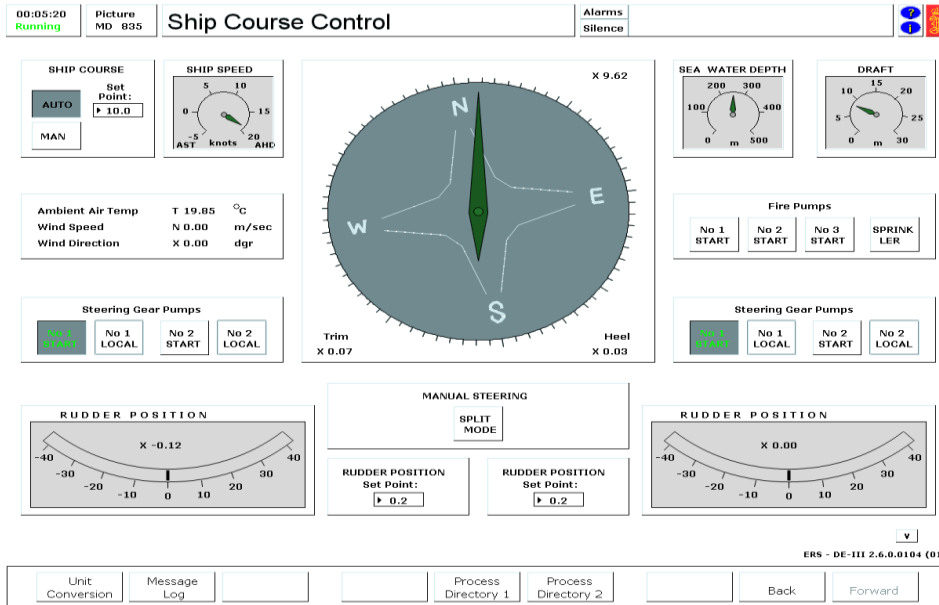 00:05:20
Running
Picture
MD 835
Ship Course Control
Alarms
Silence
?
i
SHIP COURSE
AUTO
MAN
Set
Point:
10.0
SHIP SPEED
-5 0 5 10 15 20
AST knots AHD
X 9.62
N
E
S
W
Trim
X 0.07
Heel
X 0.03
SEA WATER DEPTH
0 100 200 300 400 500
m
DRAFT
0 5 10 15 20 25 30
m
Ambient Air Temp T 19.85 °C
Wind Speed N 0.00 m/sec
Wind Direction X 0.00 dgr
Fire Pumps
No 1
START
No 2
START
No 3
START
SPRINK
LER
Steering Gear Pumps
No 1
START
No 1
LOCAL
No 2
START
No 2
LOCAL
Steering Gear Pumps
No 1
START
No 1
LOCAL
No 2
START
No 2
LOCAL
MANUAL STEERING
SPLIT
MODE
RUDDER POSITION
X -0.12
-40 -30 -20 -10 0 10 20 30 40
RUDDER POSITION
Set Point:
0.2
RUDDER POSITION
Set Point:
0.2
RUDDER POSITION
X 0.00
-40 -30 -20 -10 0 10 20 30 40
v
ERS - DE-III 2.6.0.0104 (01
Unit
Conversion
Message
Log
Process
Directory 1
Process
Directory 2
Back
Forward